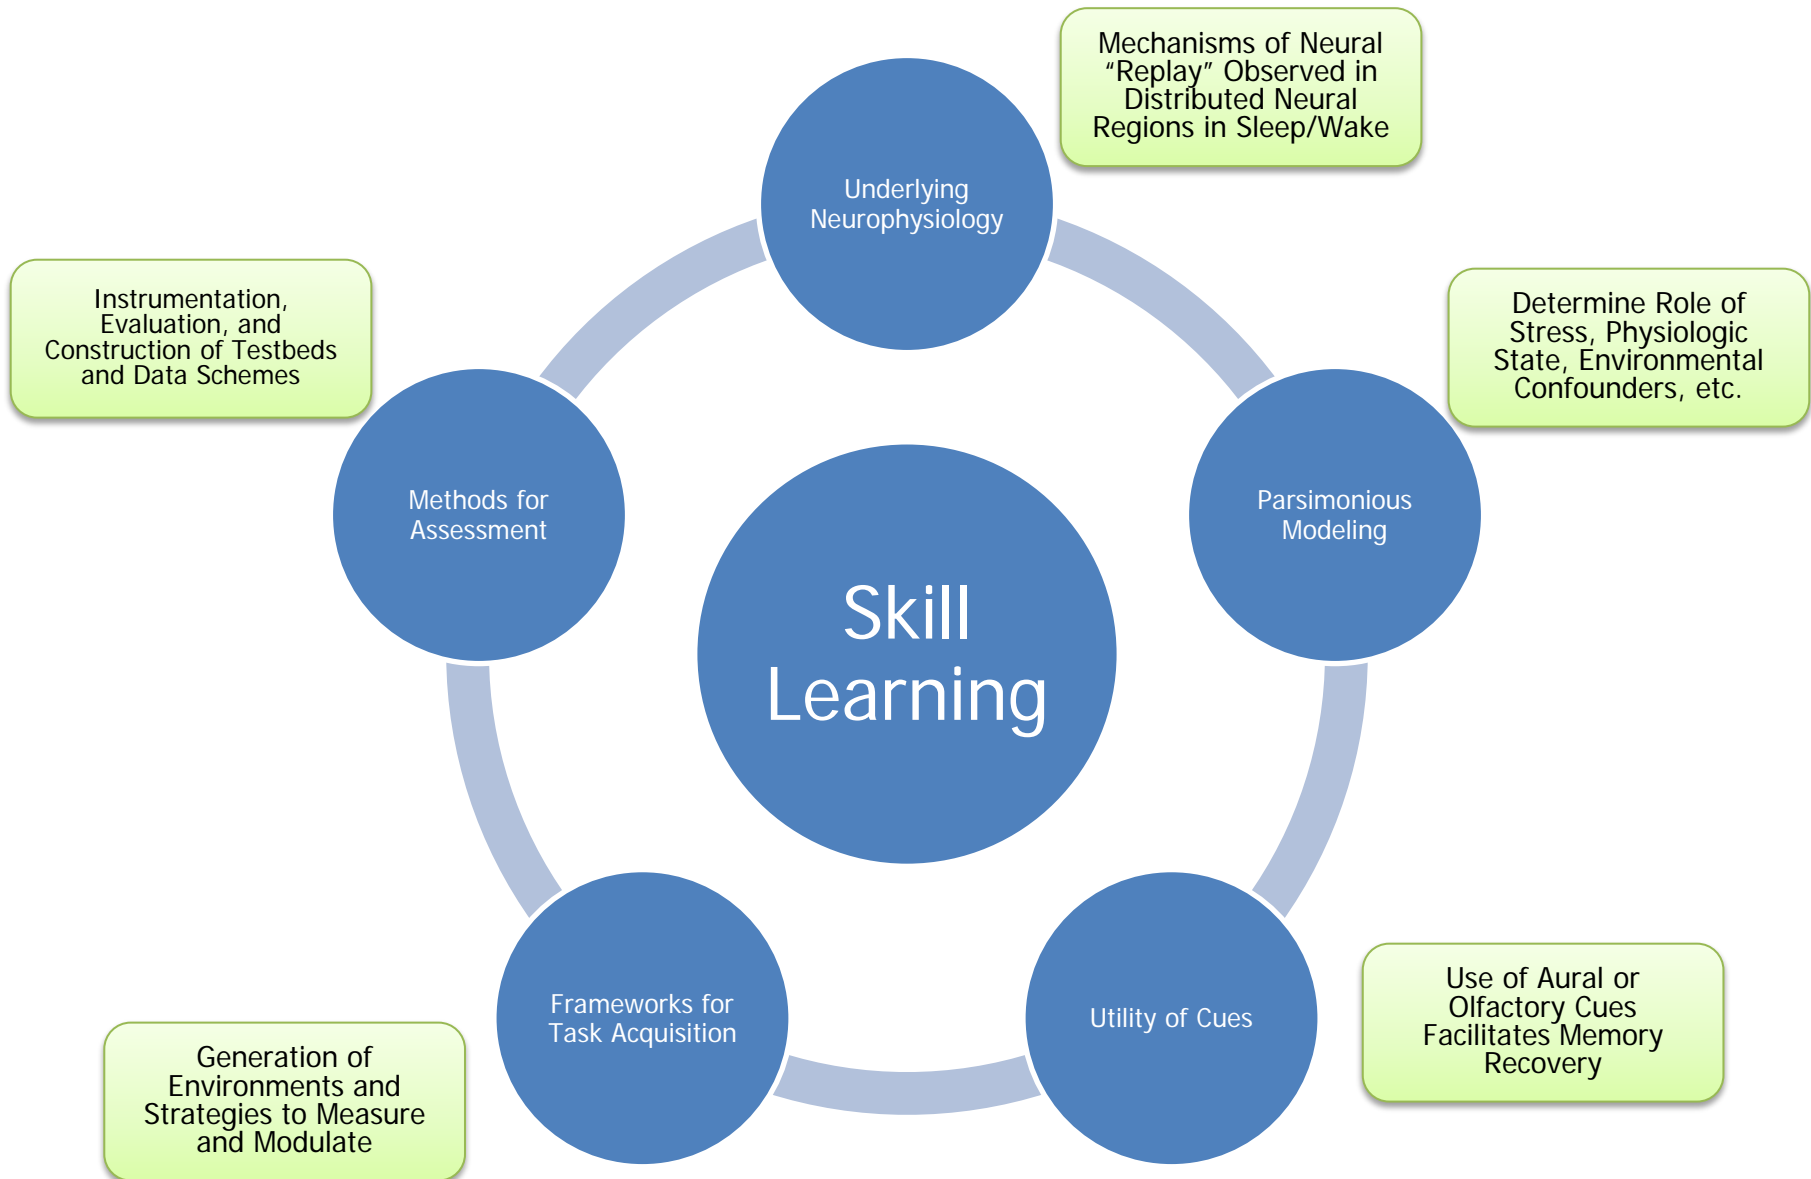 Mechanisms of Neural
“Replay” Observed in
Distributed Neural
Regions in Sleep/Wake
Underlying
Neurophysiology
Instrumentation,
Evaluation, and
Construction of Testbeds
and Data Schemes
Determine Role of
Stress, Physiologic
State, Environmental
Confounders, etc.
Methods for
Assessment
Parsimonious
Modeling
Skill
Learning
Frameworks for
Task Acquisition
Utility of Cues
Use of Aural or
Olfactory Cues
Facilitates Memory
Recovery
Generation of
Environments and
Strategies to Measure
and Modulate